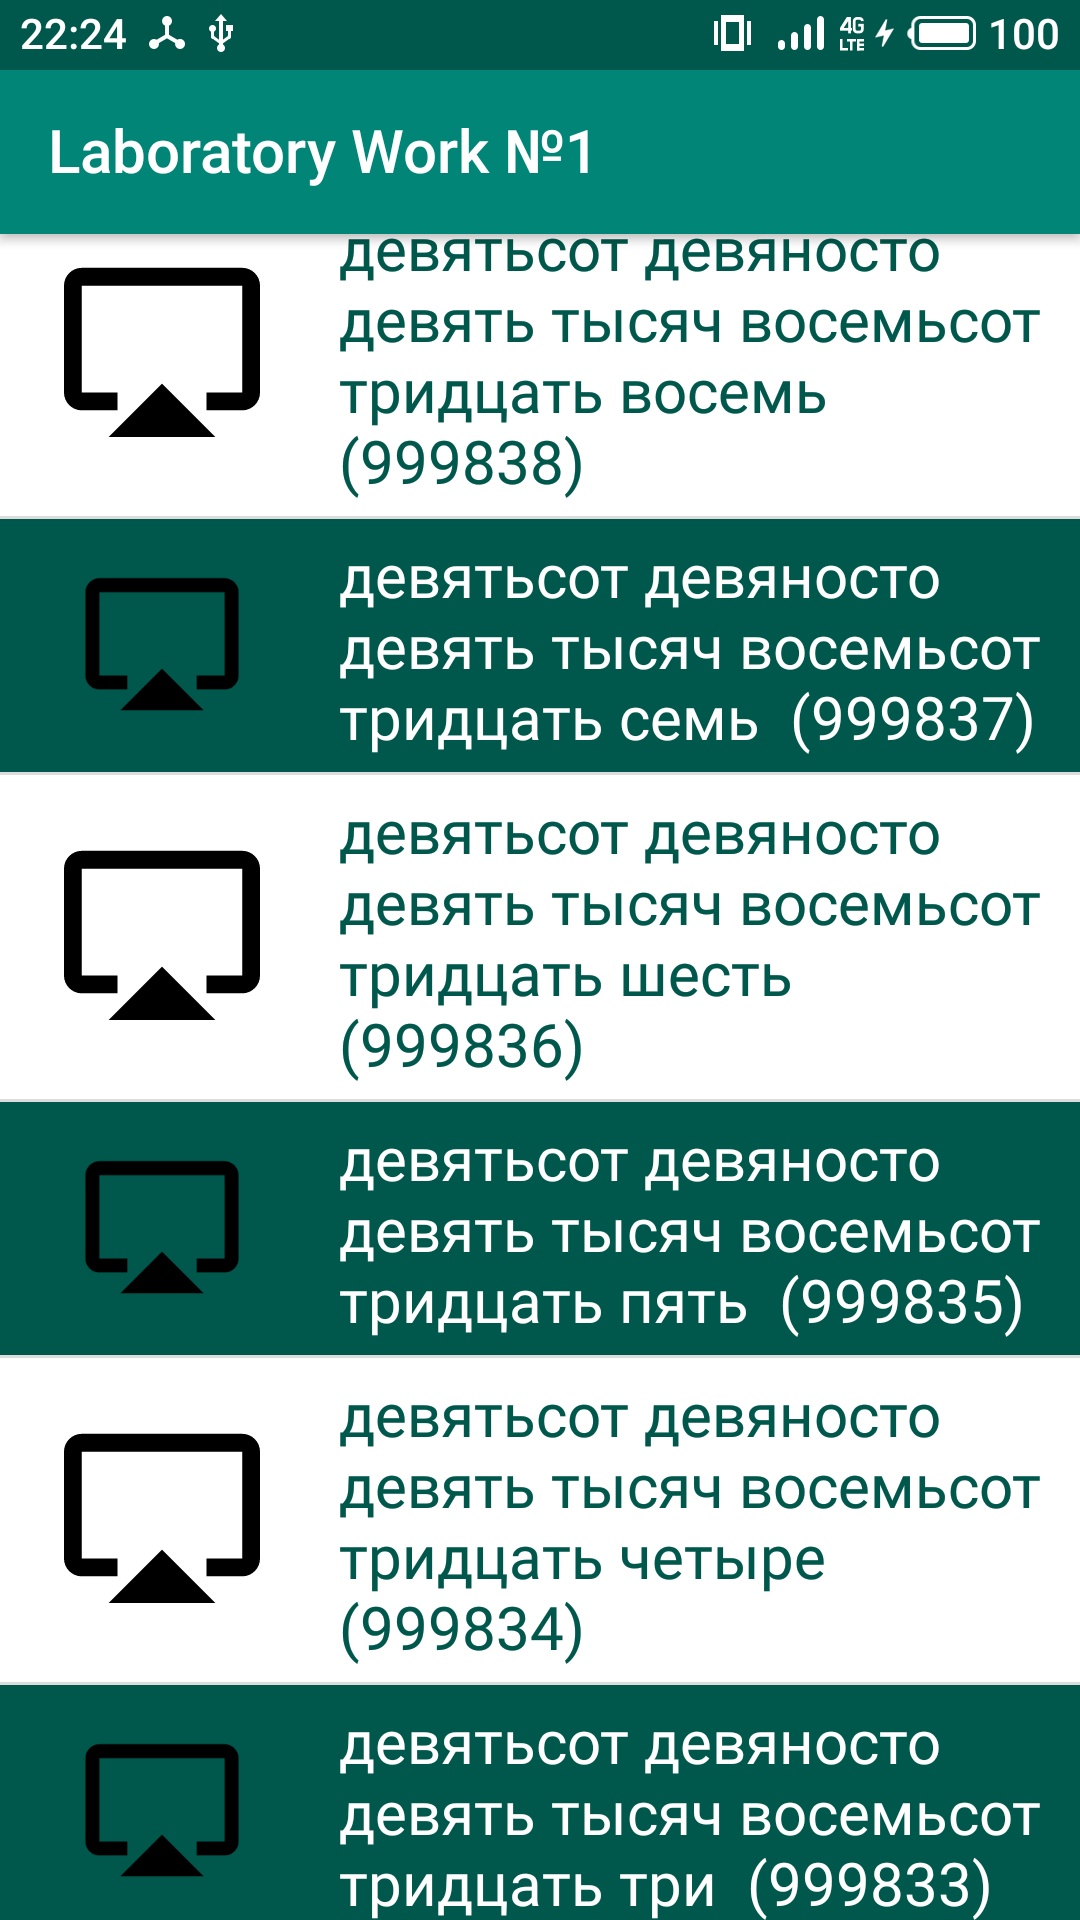 22:24 4G LTE 100
Laboratory Work №1
девятьсот девяносто
девять тысяч восемьсот
тридцать восемь
(999838)
девятьсот девяносто
девять тысяч восемьсот
тридцать семь (999837)
девятьсот девяносто
девять тысяч восемьсот
тридцать шесть
(999836)
девятьсот девяносто
девять тысяч восемьсот
тридцать пять (999835)
девятьсот девяносто
девять тысяч восемьсот
тридцать четыре
(999834)
девятьсот девяносто
девять тысяч восемьсот
тридцать три (999833)